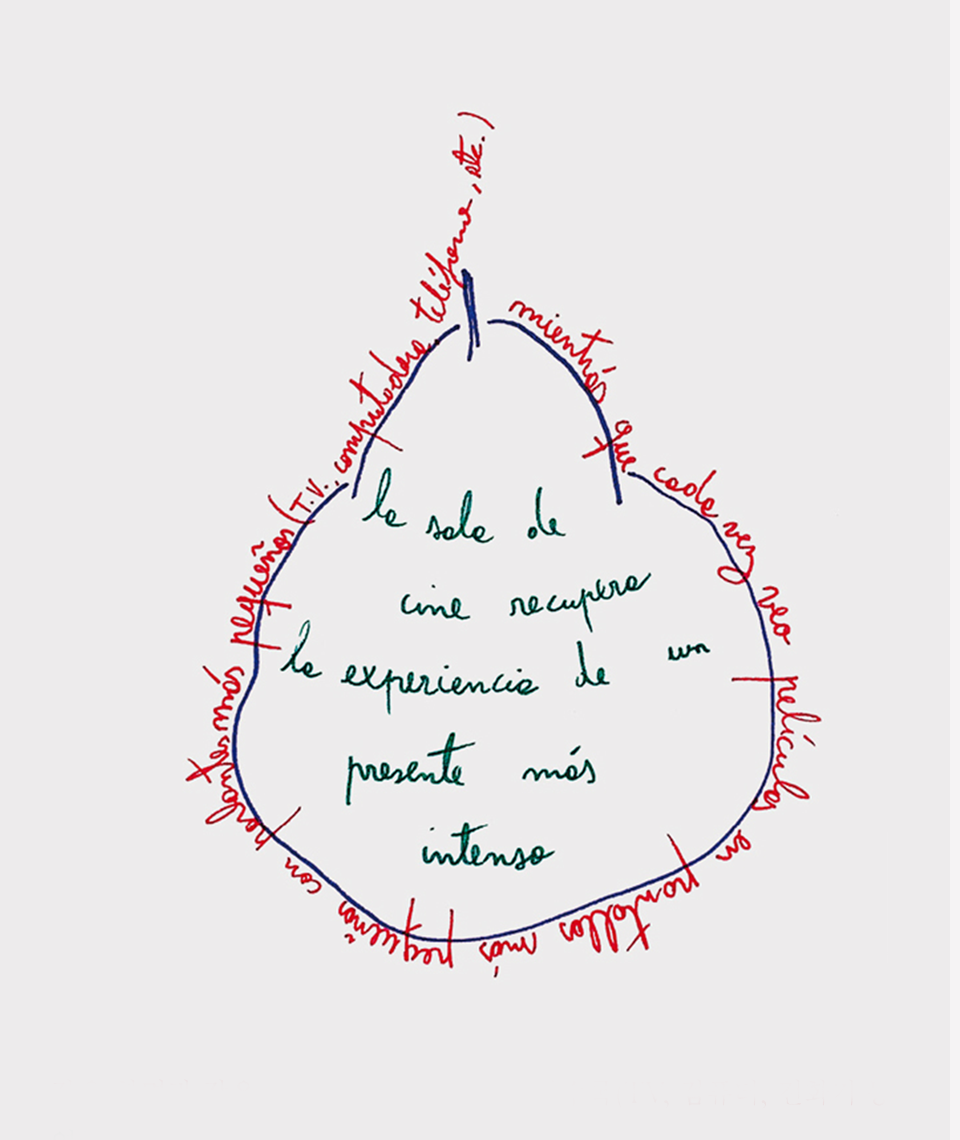 la sala de
cine recupera
la experiencia de un
presente más
intenso
mientrás que cada vez veo películas en pantallas más pequeñas con parlantes más pequeños (T.V., computadora, teléfono, etc.)